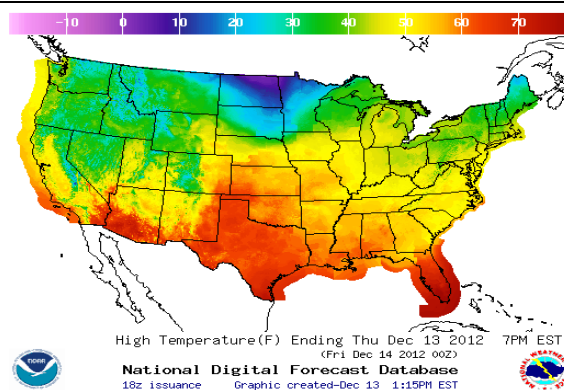 -10 0 10 20 30 40 50 60 70
High Temperature(F) Ending Thu Dec 13 2012 7PM EST
(Fri Dec 14 2012 00Z)
National Digital Forecast Database
18z issuance Graphic created-Dec 13 1:15PM EST
NOAA